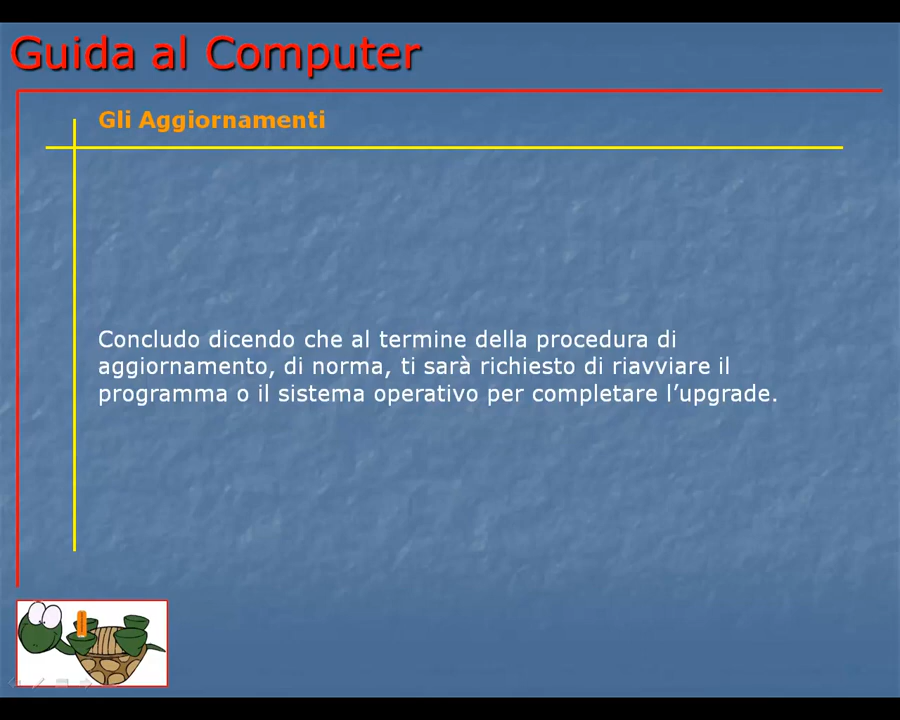 Guida al Computer
Gli Aggiornamenti
Concludo dicendo che al termine della procedura di
aggiornamento, di norma, ti sarà richiesto di riavviare il
programma o il sistema operativo per completare l’upgrade.